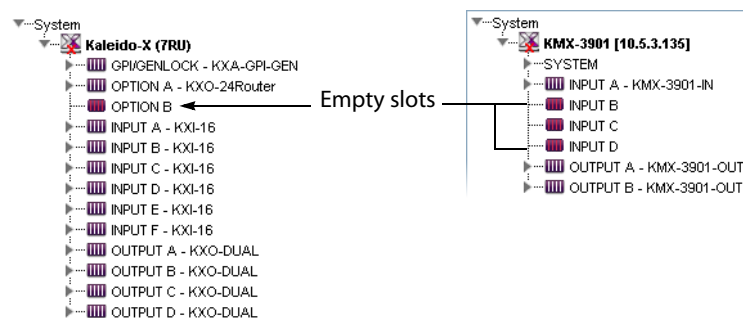 System
Kaleido-X (7RU)
GPI/GENLOCK - KXA-GPI-GEN
OPTION A - KXO-24Router
OPTION B
INPUT A - KXI-16
INPUT B - KXI-16
INPUT C - KXI-16
INPUT D - KXI-16
INPUT E - KXI-16
INPUT F - KXI-16
OUTPUT A - KXO-DUAL
OUTPUT B - KXO-DUAL
OUTPUT C - KXO-DUAL
OUTPUT D - KXO-DUAL
Empty slots
System
KMX-3901 [10.5.3.135]
SYSTEM
INPUT A - KMX-3901-IN
INPUT B
INPUT C
INPUT D
OUTPUT A - KMX-3901-OUT
OUTPUT B - KMX-3901-OUT